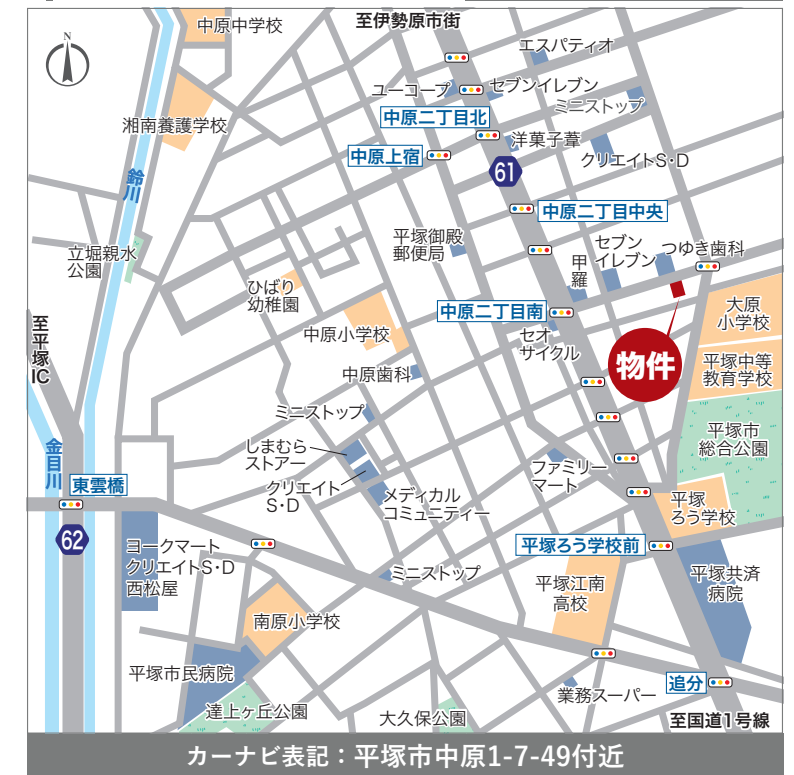 中原中学校
至伊勢原市街
N
エスパティオ
ユーコープ
セブンイレブン
ミニストップ
中原二丁目北
湘南養護学校
洋菓子葦
中原上宿
クリエイトS・D
61
鈴川
中原二丁目中央
平塚御殿
郵便局
セブン
イレブン
つゆき歯科
立堀親水
公園
甲羅
ひばり
幼稚園
大原
小学校
中原二丁目南
至平塚IC
中原小学校
セオ
サイクル
物件
平塚中等
教育学校
中原歯科
ミニストップ
平塚市
総合公園
しまむら
ストアー
金目川
ファミリー
マート
東雲橋
クリエイト
S・D
メディカル
コミュニティー
平塚
ろう学校
62
ヨークマート
クリエイトS・D
西松屋
平塚ろう学校前
ミニストップ
平塚江南
高校
平塚共済
病院
南原小学校
平塚市民病院
追分
業務スーパー
達上ヶ丘公園
大久保公園
至国道1号線
カーナビ表記：平塚市中原1-7-49付近